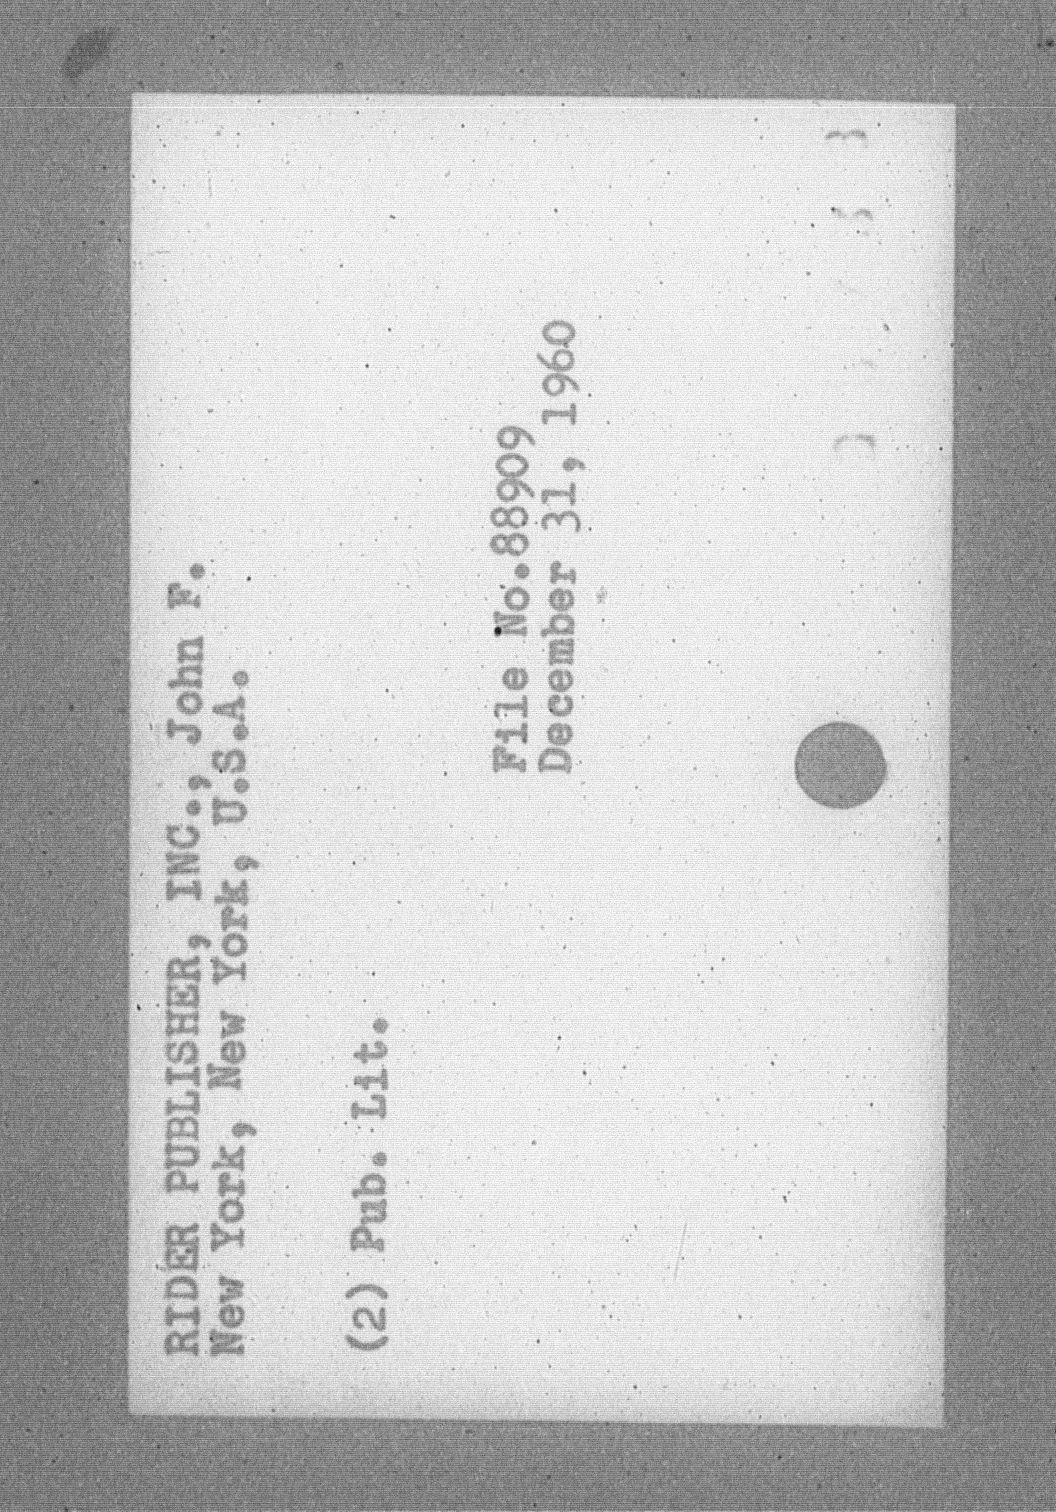 RIDER PUBLISHER, INC., John F.
New York, New York, U.S.A.
(2) Pub. Lit.
File No.88909
December 31, 1960